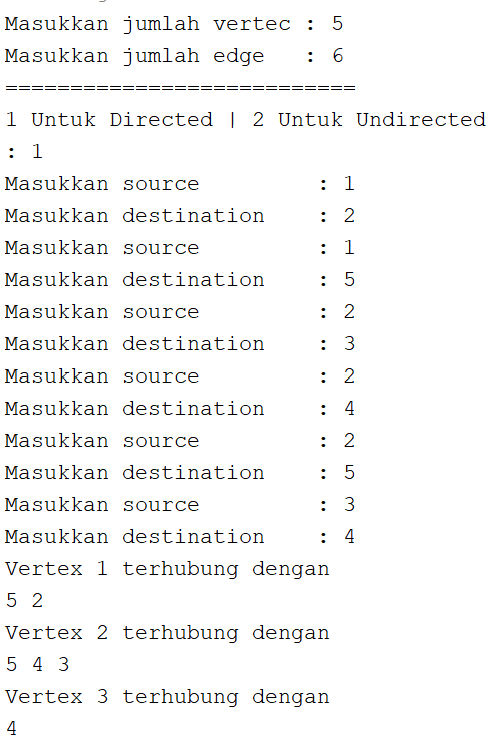 Masukkan jumlah vertec : 5
Masukkan jumlah edge   : 6
===========================
1 Untuk Directed | 2 Untuk Undirected
: 1
Masukkan source         : 1
Masukkan destination    : 2
Masukkan source         : 1
Masukkan destination    : 5
Masukkan source         : 2
Masukkan destination    : 3
Masukkan source         : 2
Masukkan destination    : 4
Masukkan source         : 2
Masukkan destination    : 5
Masukkan source         : 3
Masukkan destination    : 4
Vertex 1 terhubung dengan
5 2
Vertex 2 terhubung dengan
5 4 3
Vertex 3 terhubung dengan
4